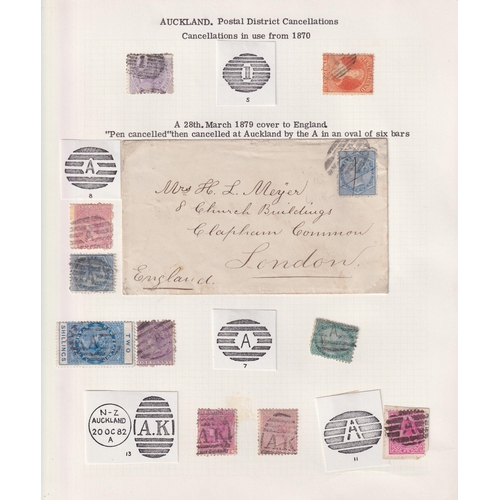 AUCKLAND. Postal District Cancellations
Cancellations in use from 1870
1
5
A 28th. March 1879 cover to England.
"Pen cancelled"then cancelled at Auckland by the A in an oval of six bars
A
8
Mrs H. L. Meyer
8 Church Buildings
Clapham Common
London.
England.
TWO
SHILLINGS
A
7
N-Z
AUCKLAND
20 OC 82
A
13
A.K
A.K
A.K
A
11
A